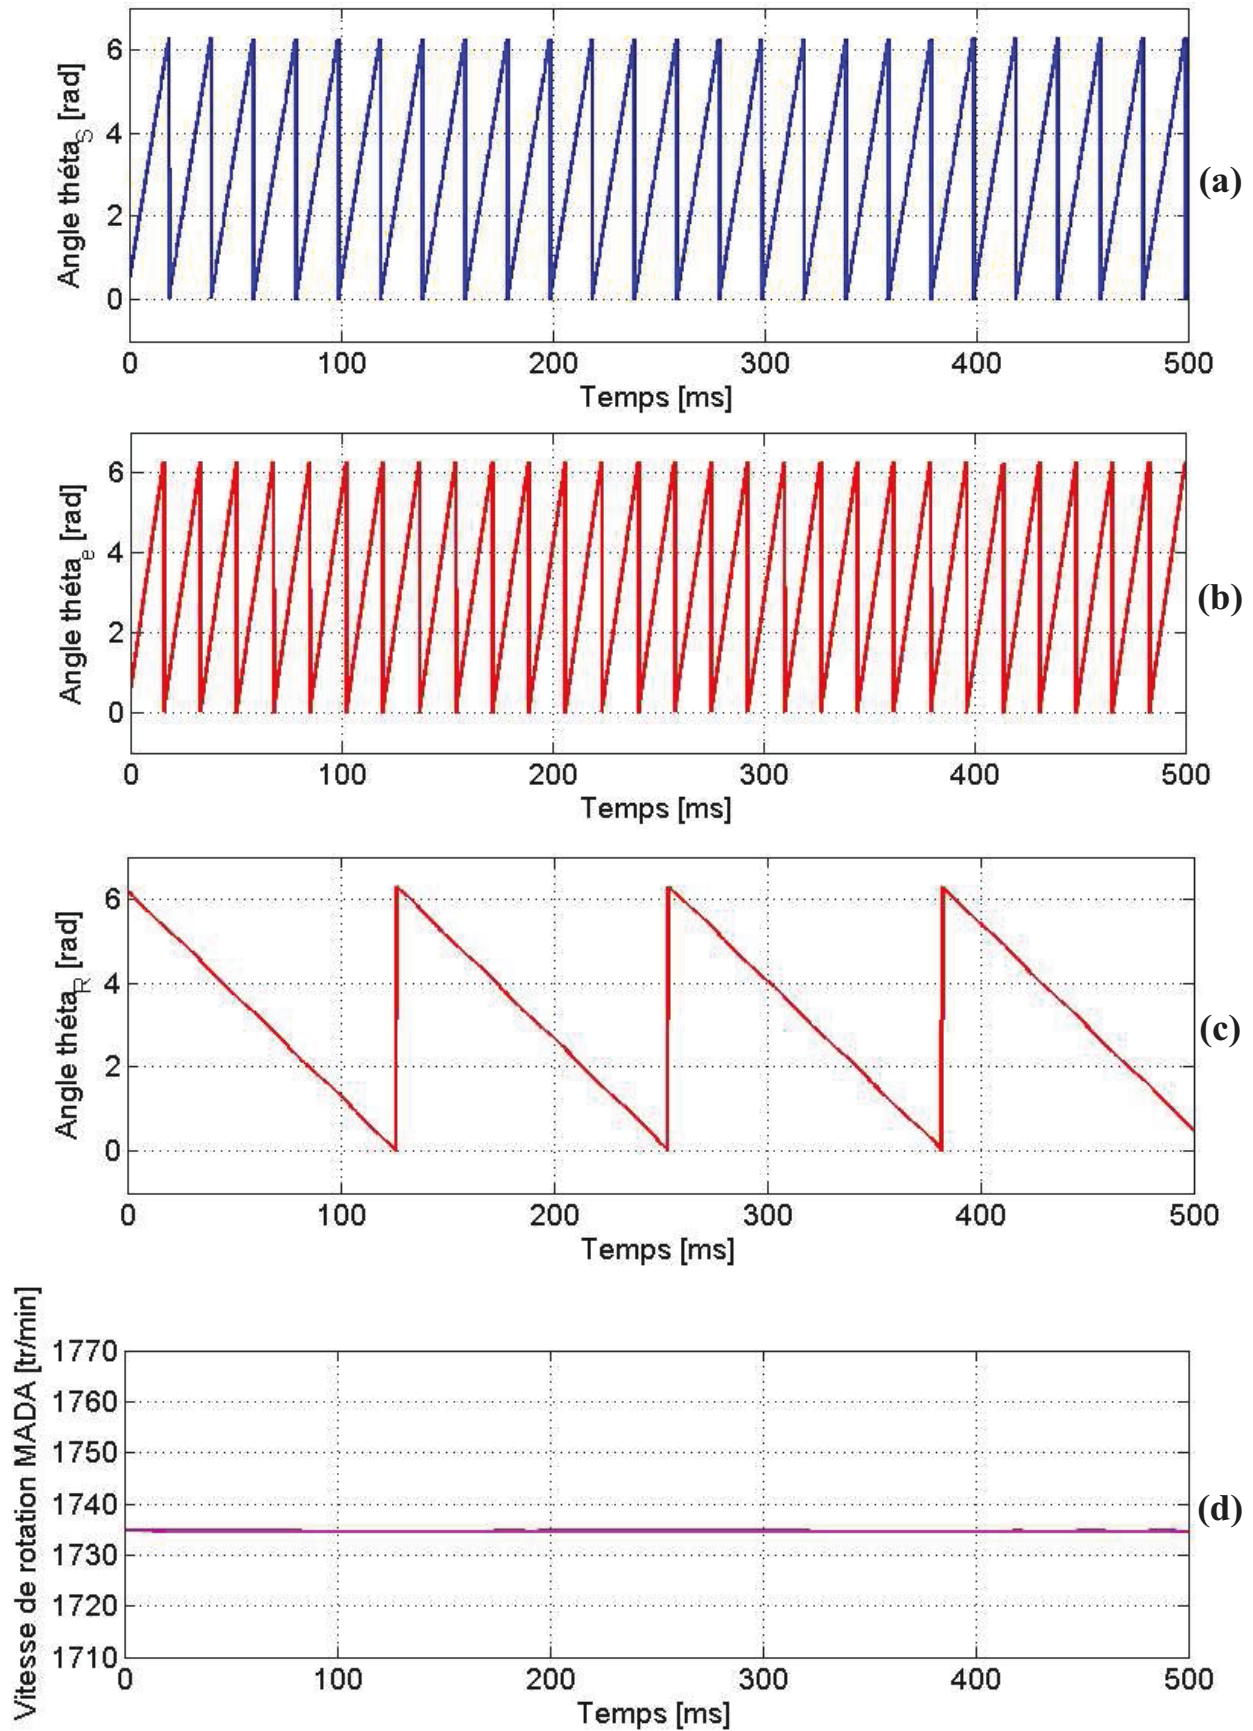 Angle théta_S [rad]
6
4
2
0
0 100 200 300 400 500
Temps [ms]
(a)
Angle théta_e [rad]
6
4
2
0
0 100 200 300 400 500
Temps [ms]
(b)
Angle théta_R [rad]
6
4
2
0
0 100 200 300 400 500
Temps [ms]
(c)
Vitesse de rotation MADA [tr/min]
1770
1760
1750
1740
1730
1720
1710
0 100 200 300 400 500
Temps [ms]
(d)